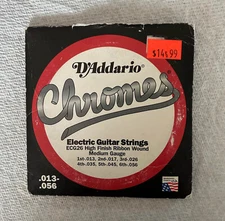 $14.99
D'Addario
Chromes
Electric Guitar Strings
ECG26 High Finish Ribbon Wound
Medium Gauge
1st .013, 2nd .017, 3rd .026
4th .035, 5th .045, 6th .056
.013-
.056